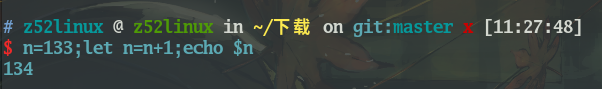 # z52linux @ z52linux in ~/下载 on git:master x [11:27:48]
$ n=133;let n=n+1;echo $n
134